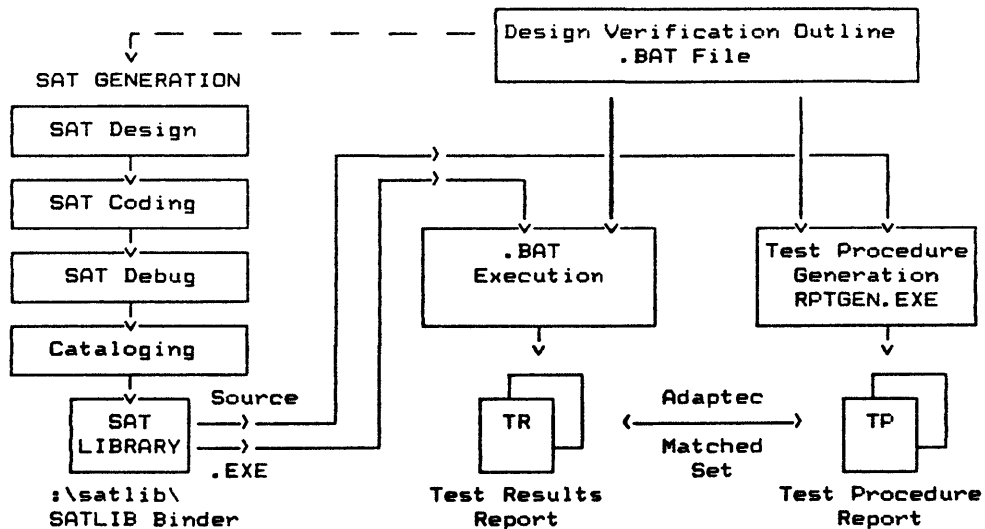 Design Verification Outline
.BAT File
SAT GENERATION
SAT Design
SAT Coding
SAT Debug
Cataloging
SAT
LIBRARY
Source
.EXE
:\satlib\
SATLIB Binder
.BAT
Execution
Test Procedure
Generation
RPTGEN.EXE
TR
Adaptec
Matched
Set
TP
Test Results
Report
Test Procedure
Report